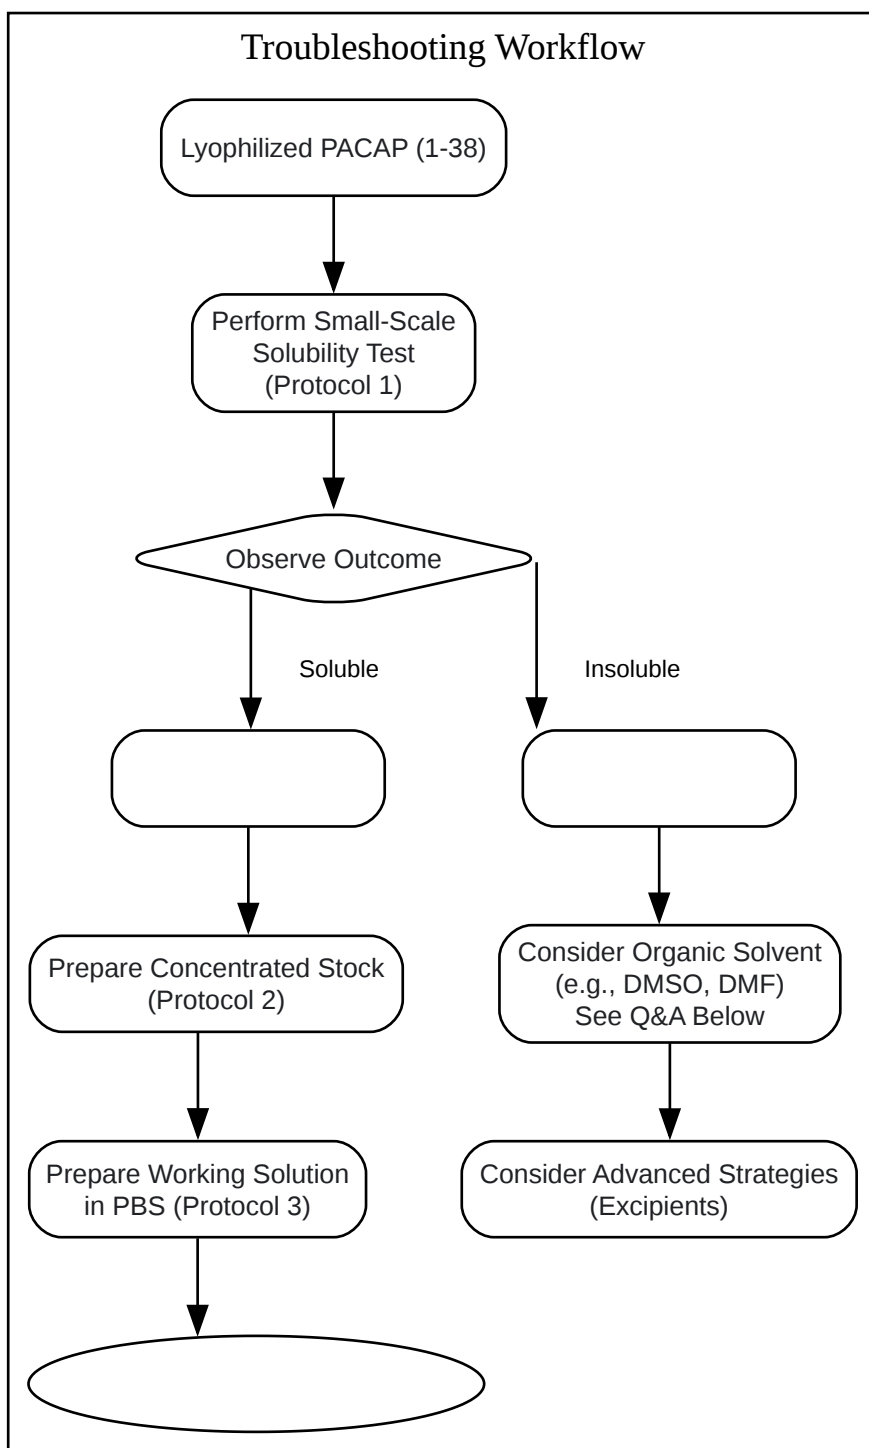 Troubleshooting Workflow
Lyophilized PACAP (1-38)
Perform Small-Scale
Solubility Test
(Protocol 1)
Observe Outcome
Soluble
Insoluble
Prepare Concentrated Stock
(Protocol 2)
Consider Organic Solvent
(e.g., DMSO, DMF)
See Q&A Below
Prepare Working Solution
in PBS (Protocol 3)
Consider Advanced Strategies
(Excipients)